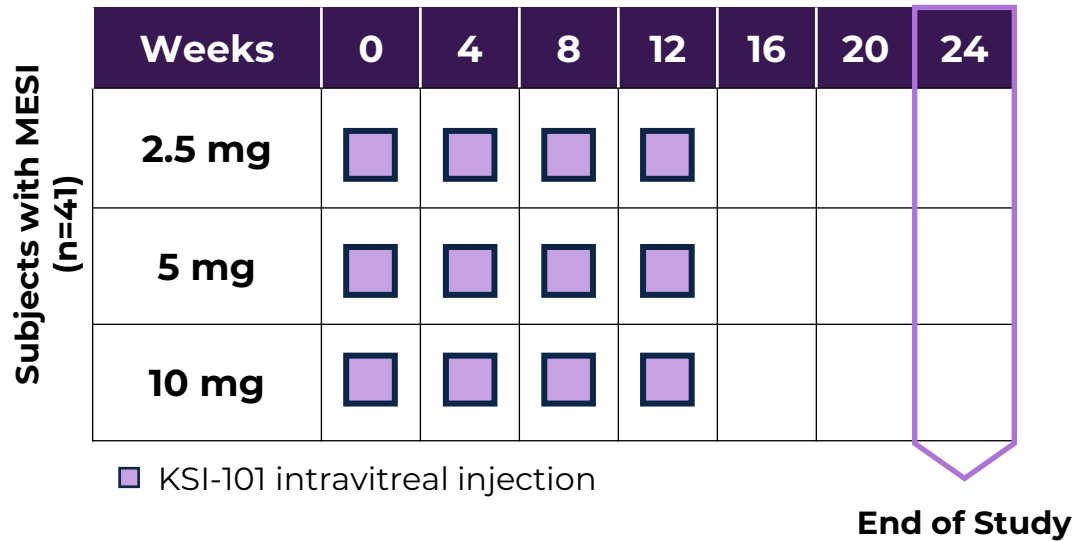 Subjects with MESI
(n=41)
Weeks 0 4 8 12 16 20 24
2.5 mg
5 mg
10 mg
KSI-101 intravitreal injection
End of Study